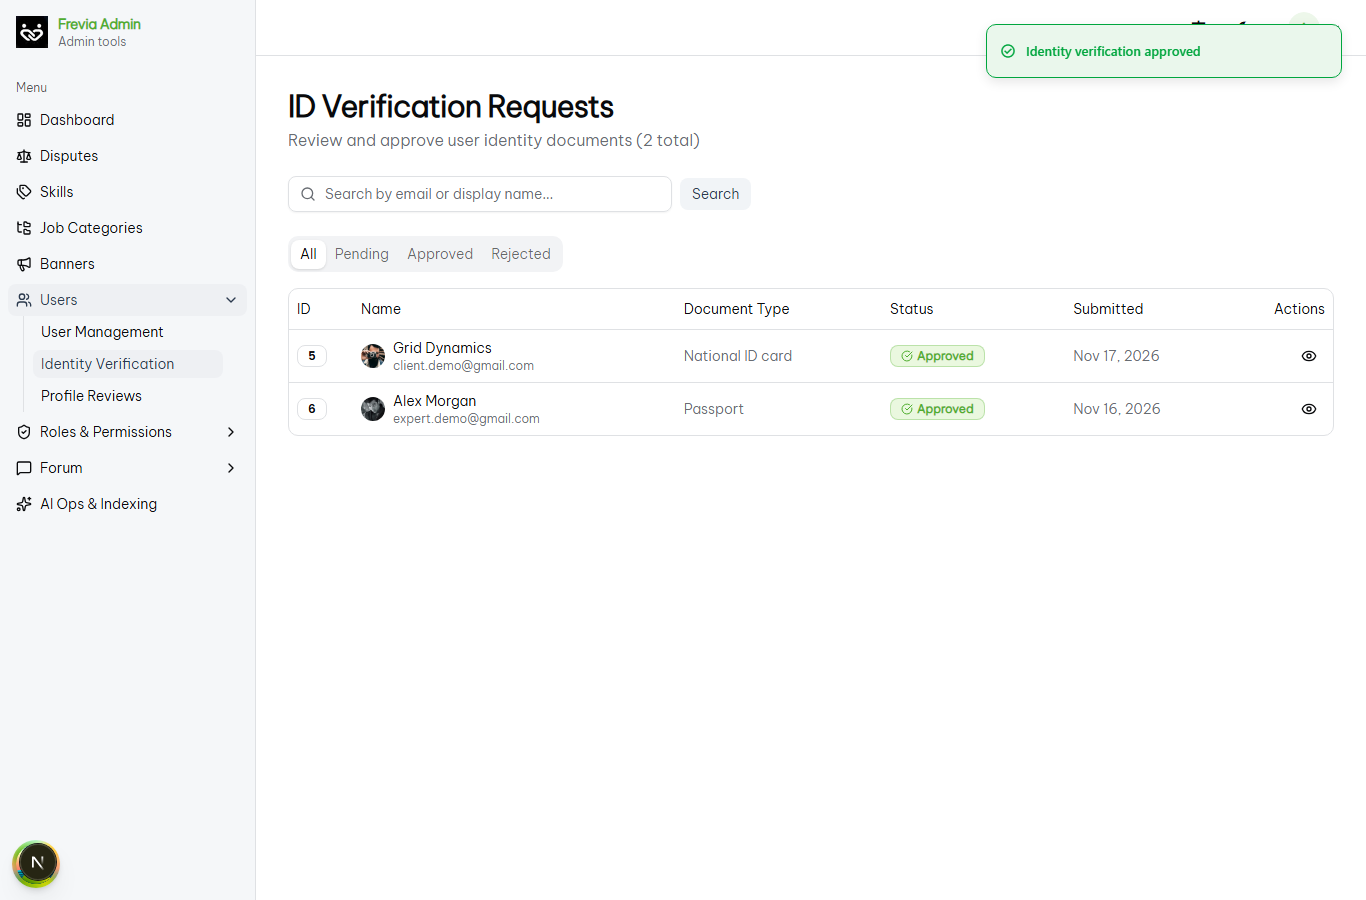 Frevia Admin
Admin tools
Menu
Dashboard
Disputes
Skills
Job Categories
Banners
Users
User Management
Identity Verification
Profile Reviews
Roles & Permissions
Forum
AI Ops & Indexing
N
Identity verification approved
ID Verification Requests
Review and approve user identity documents (2 total)
Search by email or display name...
Search
All Pending Approved Rejected
ID Name Document Type Status Submitted Actions
5 Grid Dynamics National ID card Approved Nov 17, 2026
client.demo@gmail.com
6 Alex Morgan Passport Approved Nov 16, 2026
expert.demo@gmail.com